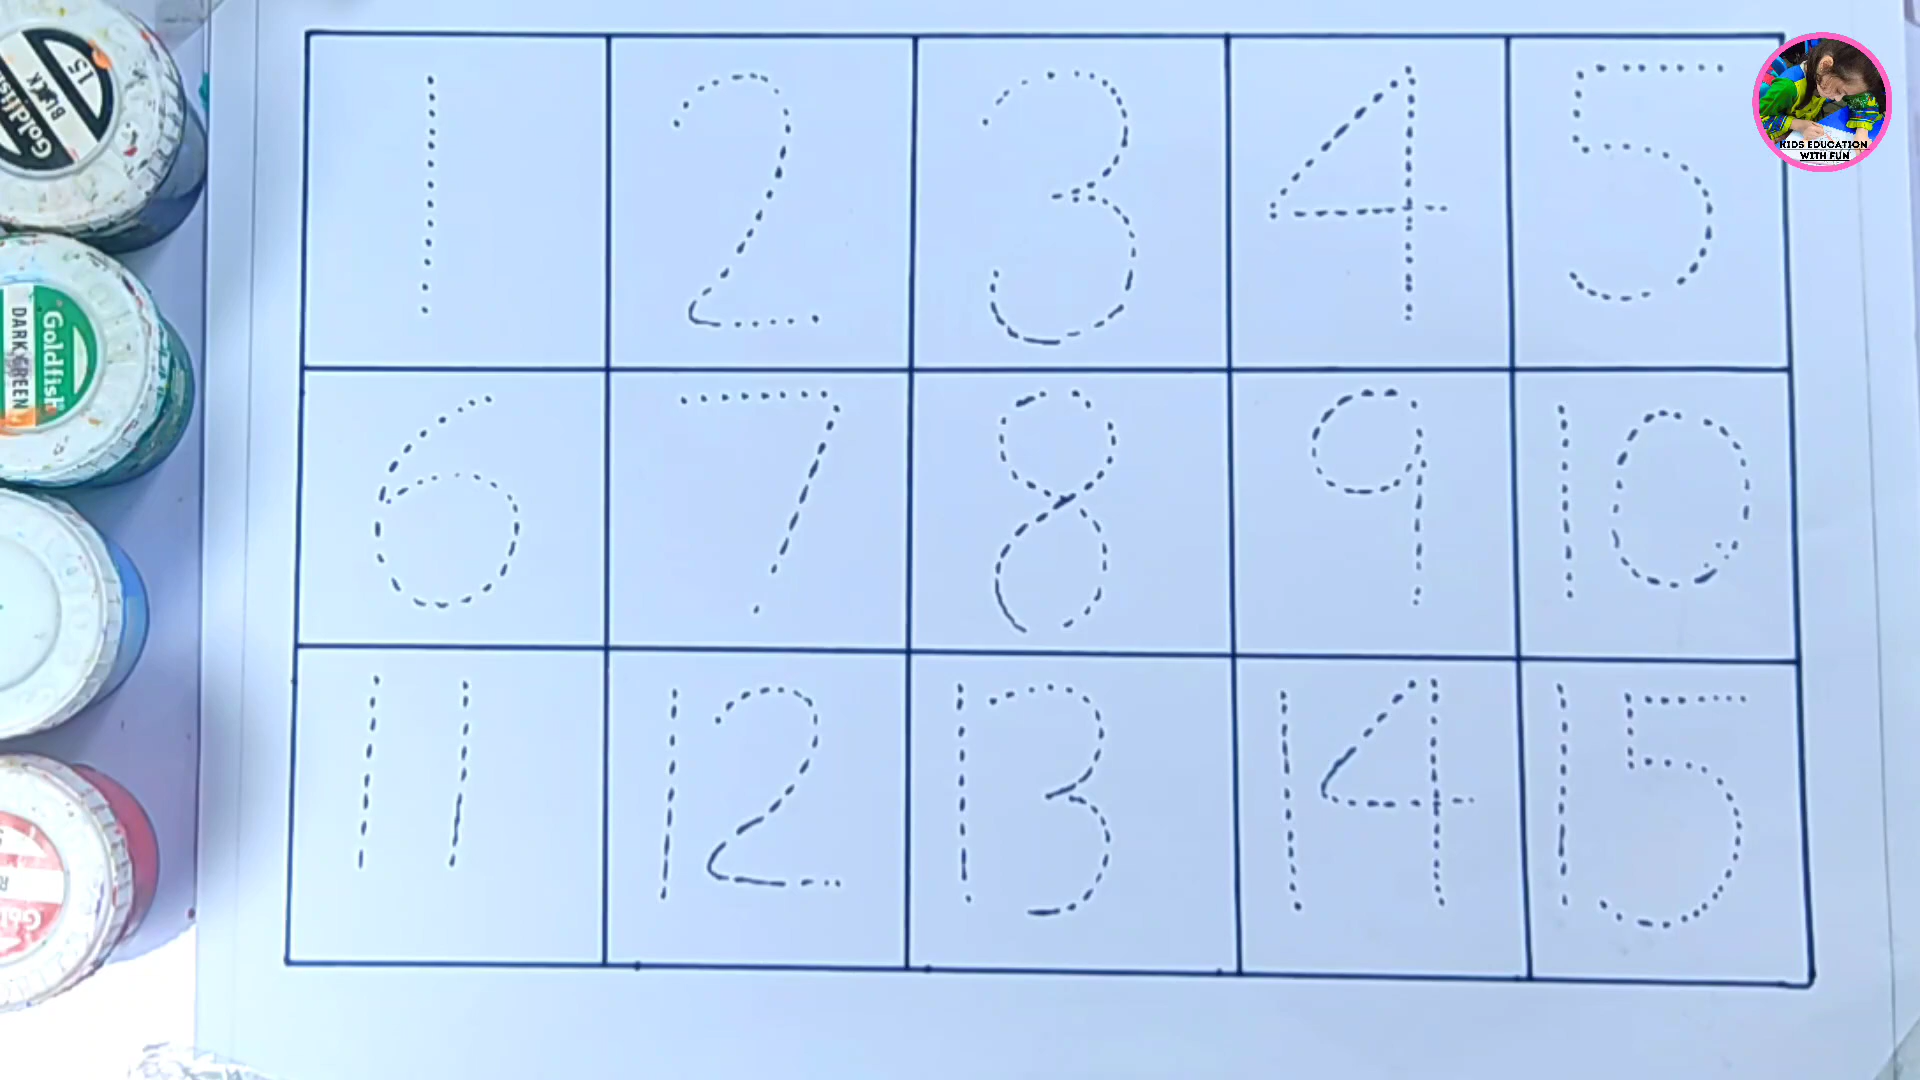 1 2 3 4 5
6 7 8 9 10
11 12 13 14 15
KIDS EDUCATION
WITH FUN
15
BLACK
Goldfish
Goldfish
DARK GREEN